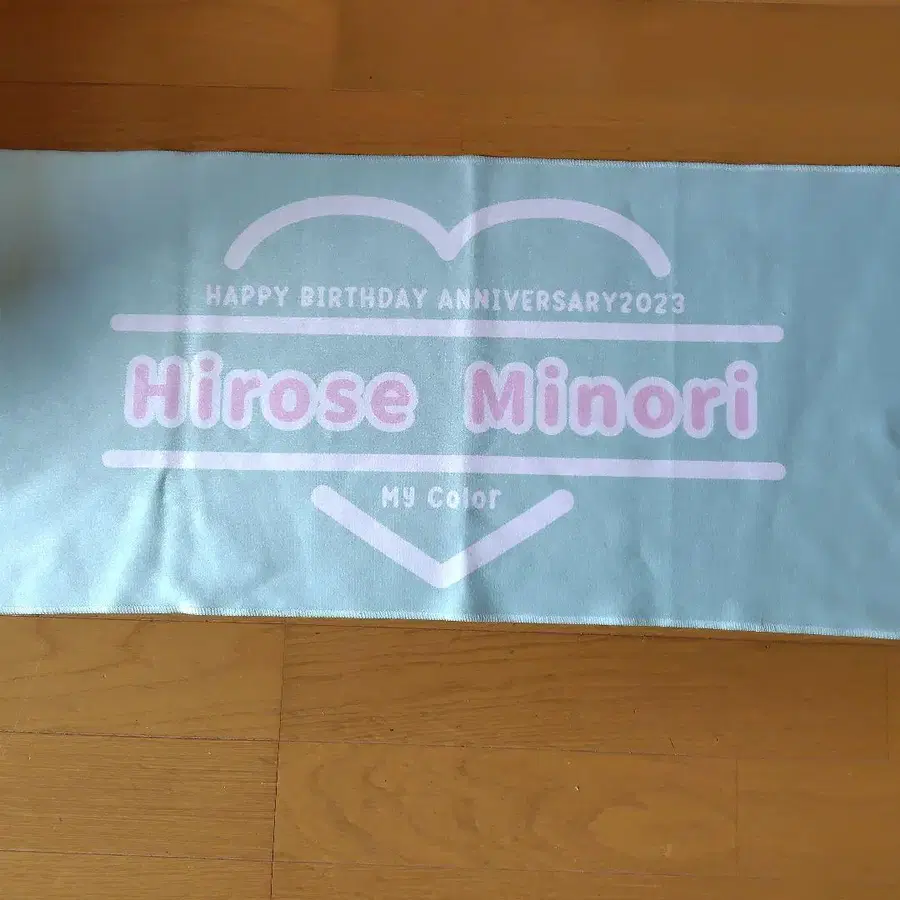 HAPPY BIRTHDAY ANNIVERSARY2023
Hirose Minori
My Color